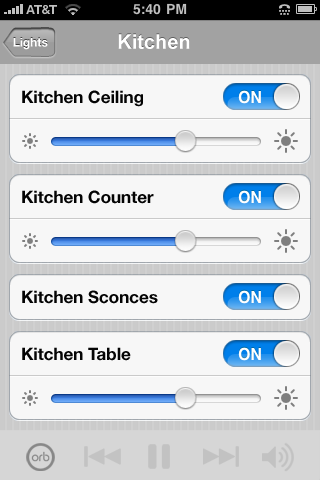 AT&T 5:40 PM
Lights Kitchen
Kitchen Ceiling ON
Kitchen Counter ON
Kitchen Sconces ON
Kitchen Table ON
orb